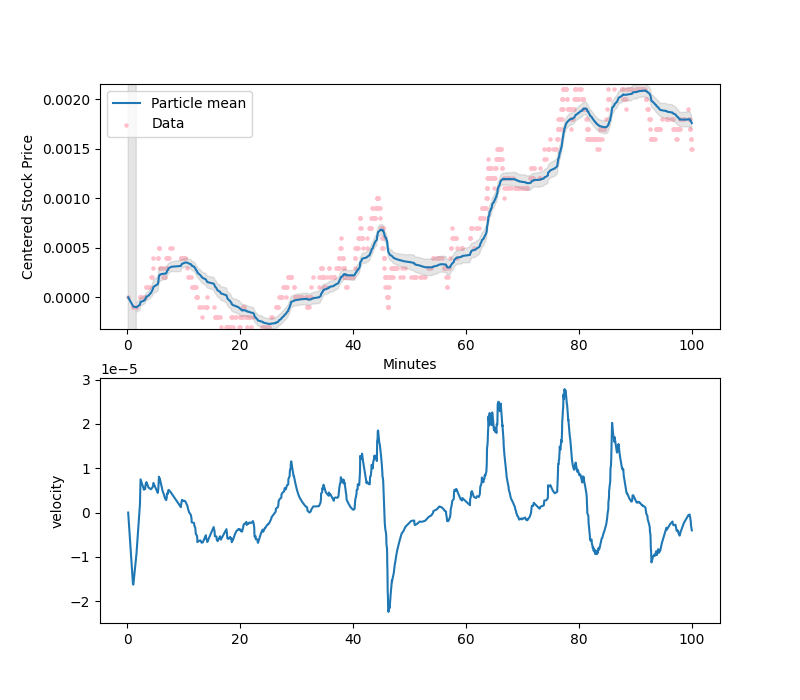 0.0020
0.0015
0.0010
0.0005
0.0000
Centered Stock Price
Particle mean
Data
0 20 40 60 80 100
Minutes
1e−5
3
2
1
0
−1
−2
velocity
0 20 40 60 80 100